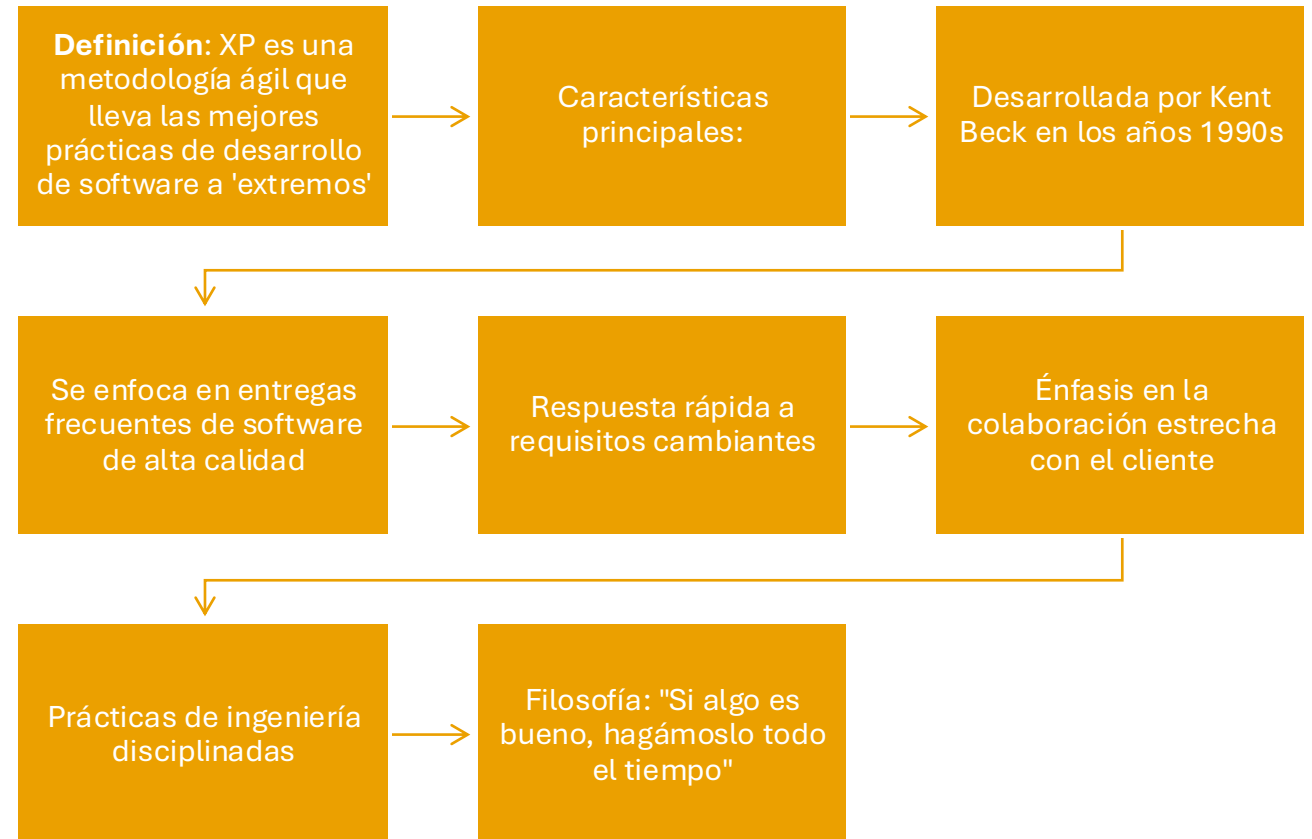 Definición: XP es una
metodología ágil que
lleva las mejores
prácticas de desarrollo
de software a 'extremos'
Características
principales:
Desarrollada por Kent
Beck en los años 1990s
Se enfoca en entregas
frecuentes de software
de alta calidad
Respuesta rápida a
requisitos cambiantes
Énfasis en la
colaboración estrecha
con el cliente
Prácticas de ingeniería
disciplinadas
Filosofía: "Si algo es
bueno, hagámoslo todo
el tiempo"